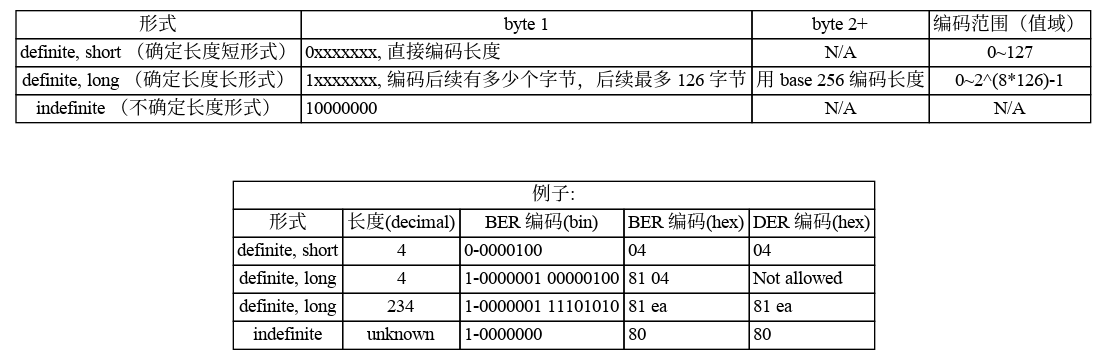 形式 byte 1 byte 2+ 编码范围（值域）
definite, short （确定长度短形式） 0xxxxxxx, 直接编码长度 N/A 0~127
definite, long （确定长度长形式） 1xxxxxxx, 编码后续有多少个字节，后续最多 126 字节 用 base 256 编码长度 0~2^(8*126)-1
indefinite （不确定长度形式） 10000000 N/A N/A
例子:
形式 长度(decimal) BER 编码(bin) BER 编码(hex) DER 编码(hex)
definite, short 4 0-0000100 04 04
definite, long 4 1-0000001 00000100 81 04 Not allowed
definite, long 234 1-0000001 11101010 81 ea 81 ea
indefinite unknown 1-0000000 80 80